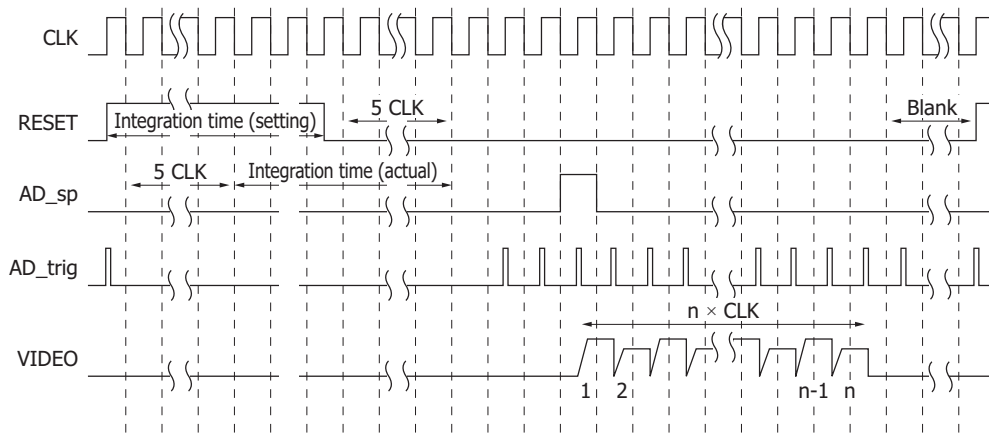 CLK
RESET
Integration time (setting)
5 CLK
Blank
5 CLK
Integration time (actual)
AD_sp
AD_trig
n × CLK
VIDEO
1 2 n-1 n